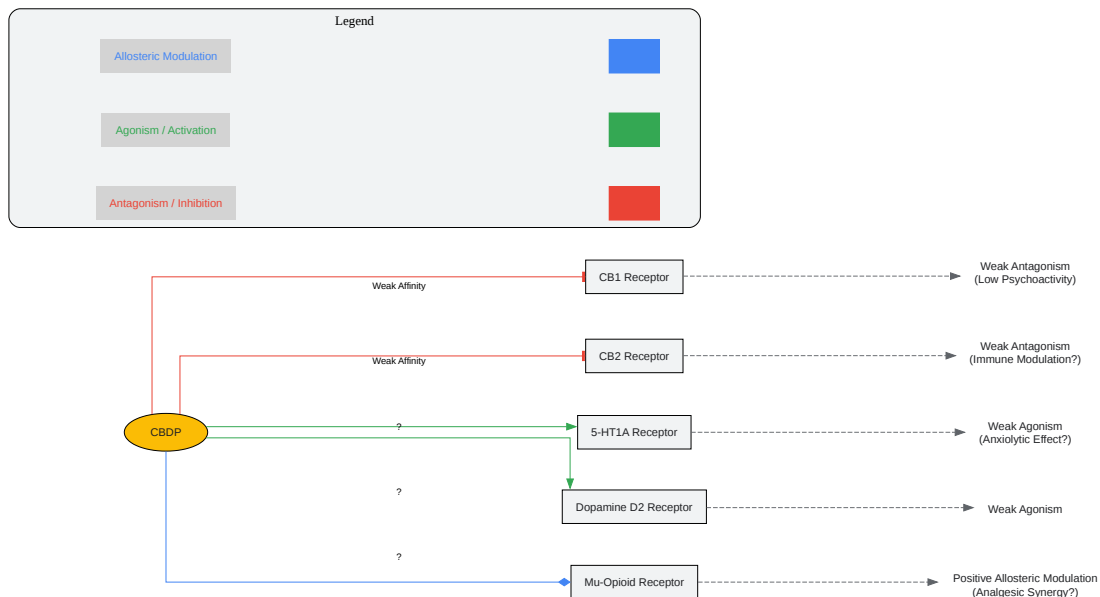 Legend
Allosteric Modulation
Agonism / Activation
Antagonism / Inhibition
CB1 Receptor
Weak Affinity
Weak Antagonism
(Low Psychoactivity)
CB2 Receptor
Weak Affinity
Weak Antagonism
(Immune Modulation?)
CBDP
?
5-HT1A Receptor
Weak Agonism
(Anxiolytic Effect?)
?
Dopamine D2 Receptor
Weak Agonism
?
Mu-Opioid Receptor
Positive Allosteric Modulation
(Analgesic Synergy?)